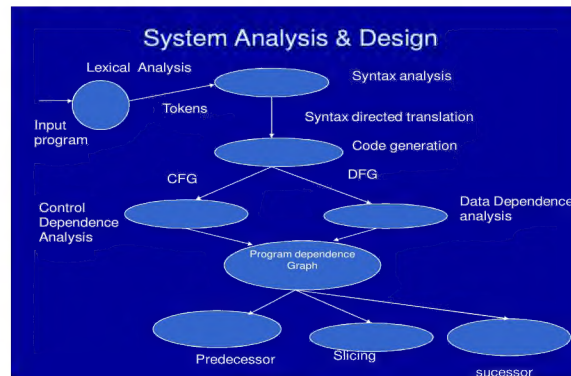 System Analysis & Design
Lexical Analysis
Syntax analysis
Tokens
Input
program
Syntax directed translation
Code generation
CFG
DFG
Control
Dependence
Analysis
Data Dependence
analysis
Program dependence
Graph
Predecessor
Slicing
sucessor